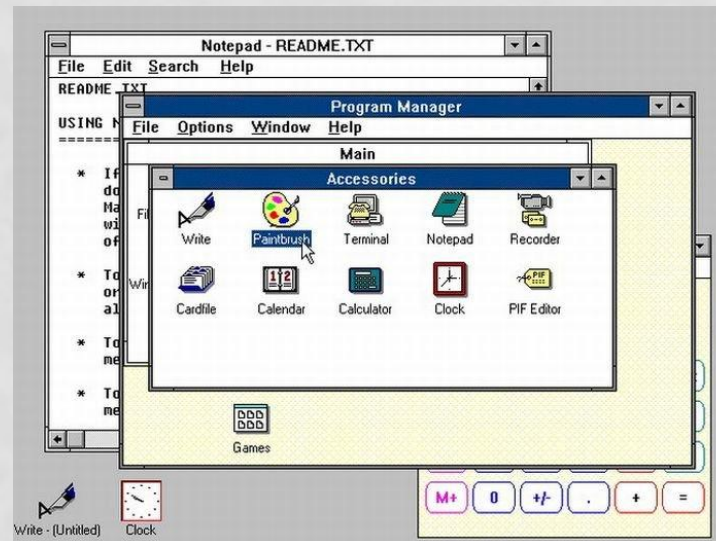 Notepad - README.TXT
File Edit Search Help
README.TXT
USING
* If
do
Ma
wi
of
* To
or
al
* To
me
* To
me
Program Manager
File Options Window Help
Main
Accessories
Write Paintbrush Terminal Notepad Recorder
Cardfile Calendar Calculator Clock PIF Editor
Games
M+ 0 +/- . + =
Write - (Untitled) Clock